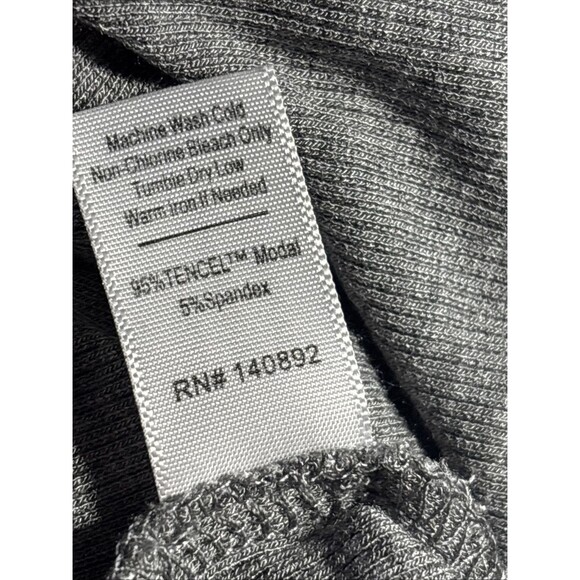 Machine Wash Cold
Non-Chlorine Bleach Only
Tumble Dry Low
Warm Iron If Needed
95%TENCEL™ Modal
5%Spandex
RN# 140892